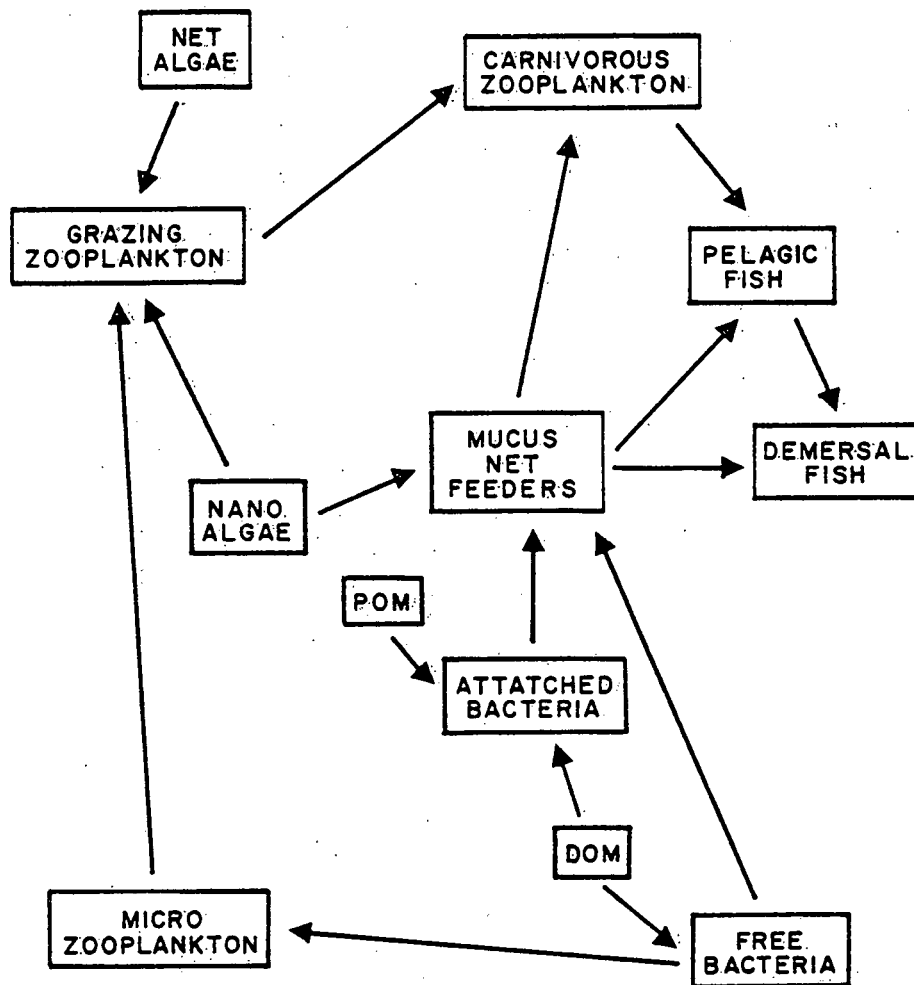 NET
ALGAE
CARNIVOROUS
ZOOPLANKTON
GRAZING
ZOOPLANKTON
PELAGIC
FISH
MUCUS
NET
FEEDERS
DEMERSAL
FISH
NANO
ALGAE
POM
ATTATCHED
BACTERIA
DOM
MICRO
ZOOPLANKTON
FREE
BACTERIA